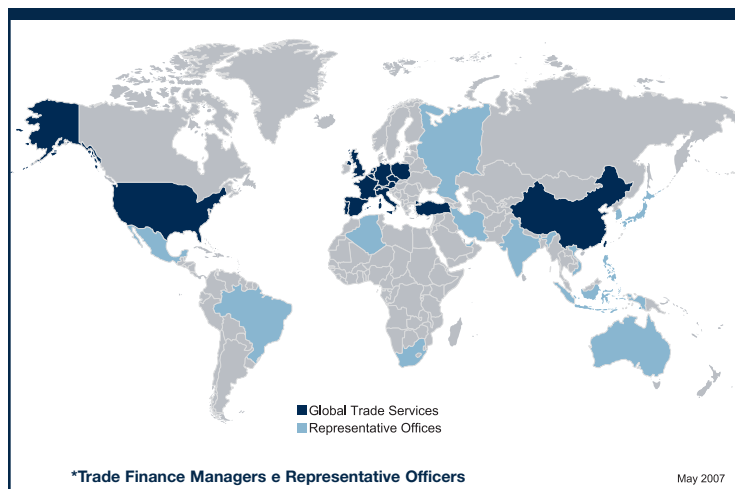 Global Trade Services
Representative Offices
*Trade Finance Managers e Representative Officers
May 2007